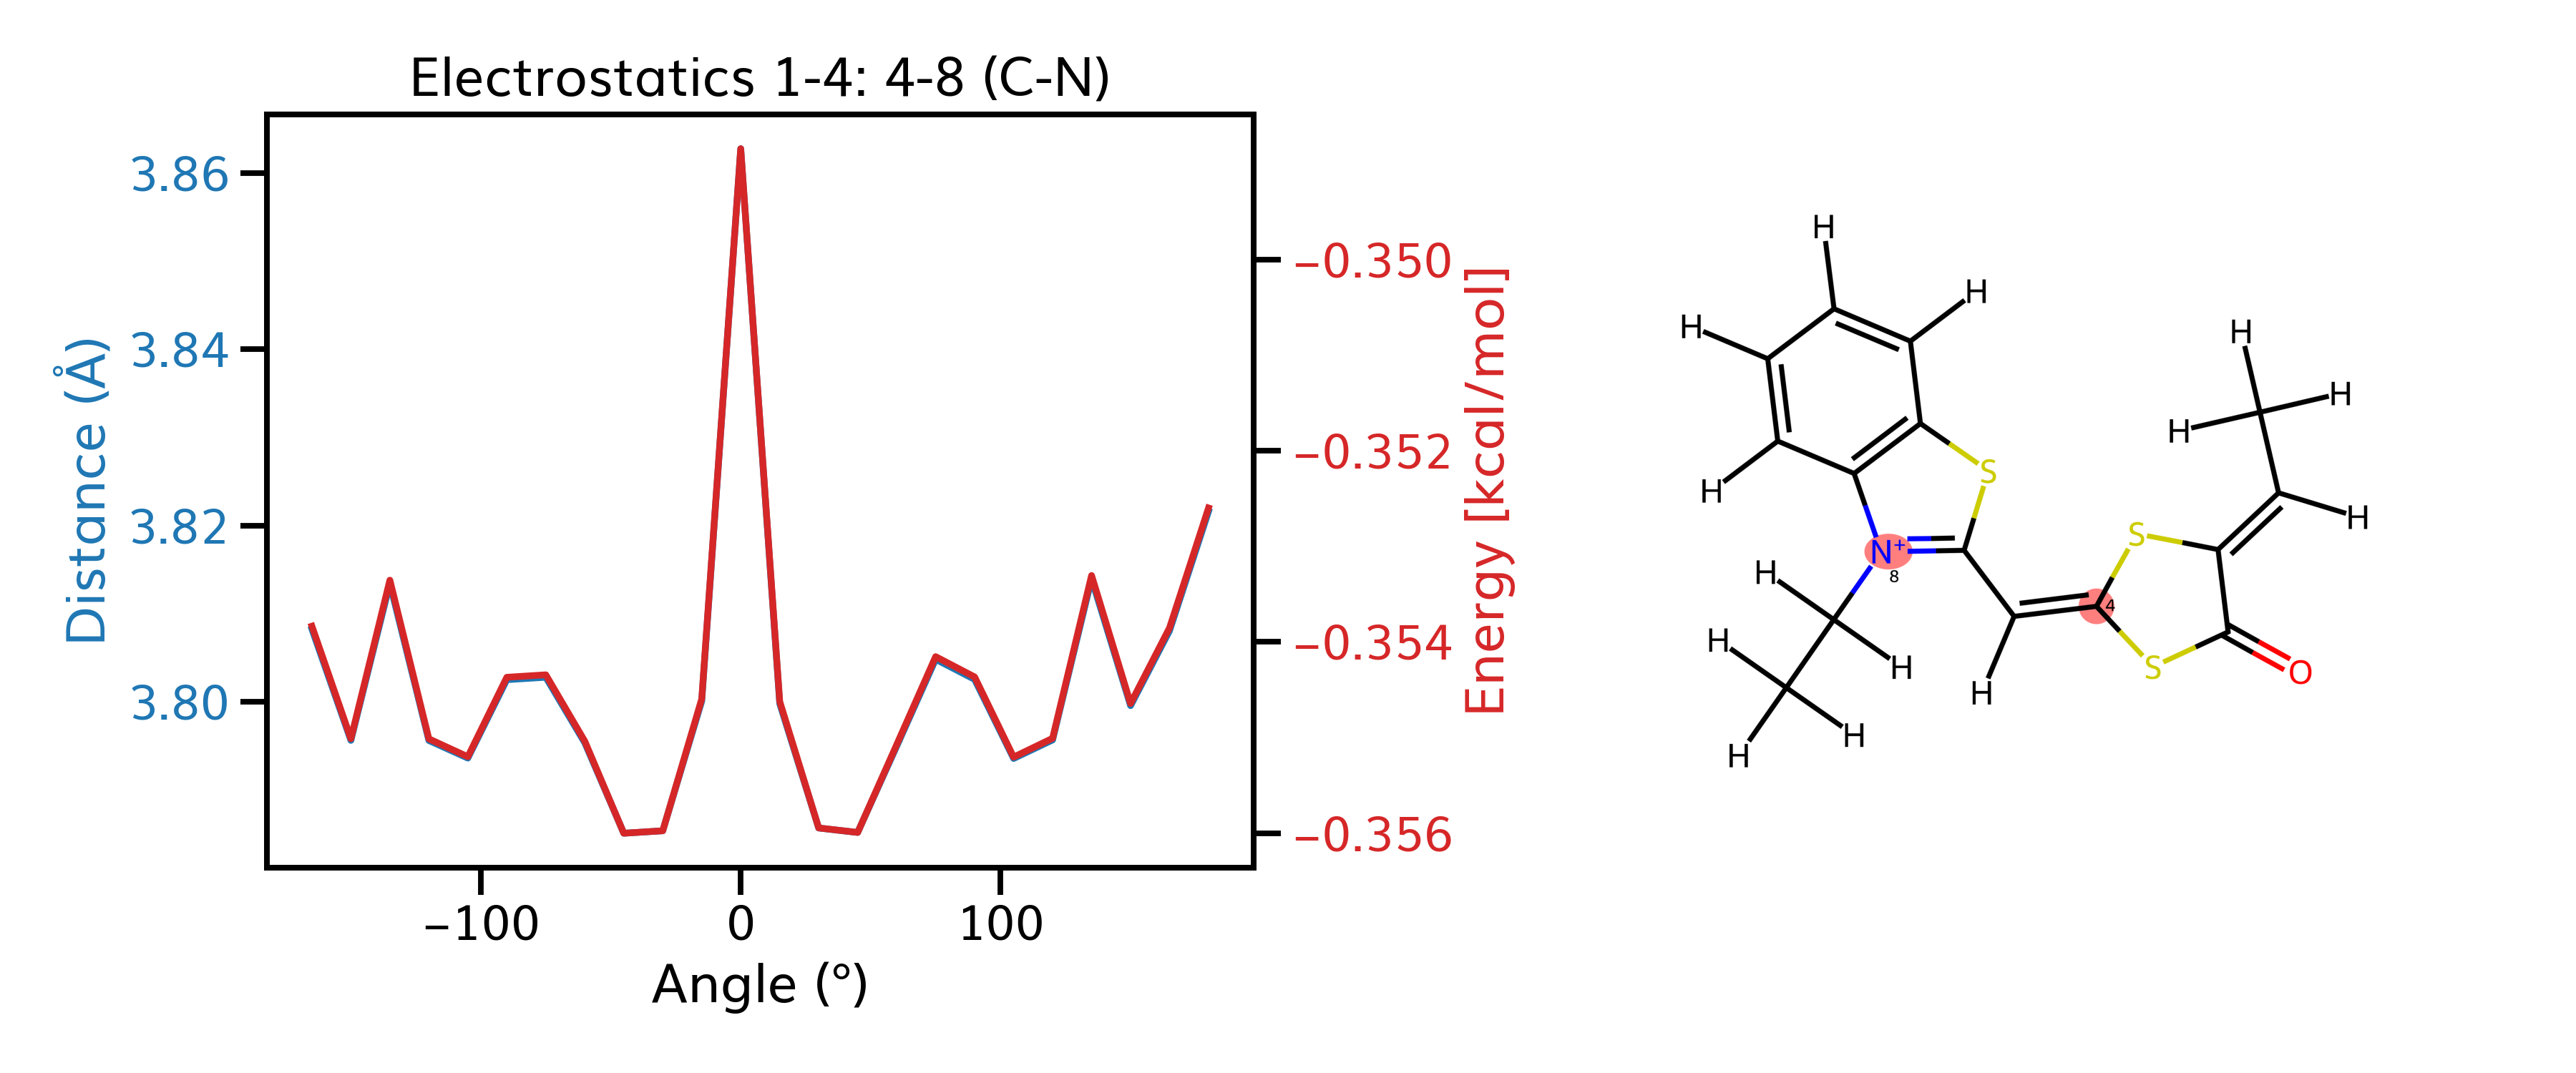 Electrostatics 1-4: 4-8 (C-N)
Distance (Å)
3.86
3.84
3.82
3.80
−100
0
100
Angle (°)
−0.350
−0.352
−0.354
−0.356
Energy [kcal/mol]
H
H
H
H
H
H
H
S
H
H
S
N+
8
H
4
H
H
S
O
H
H
H